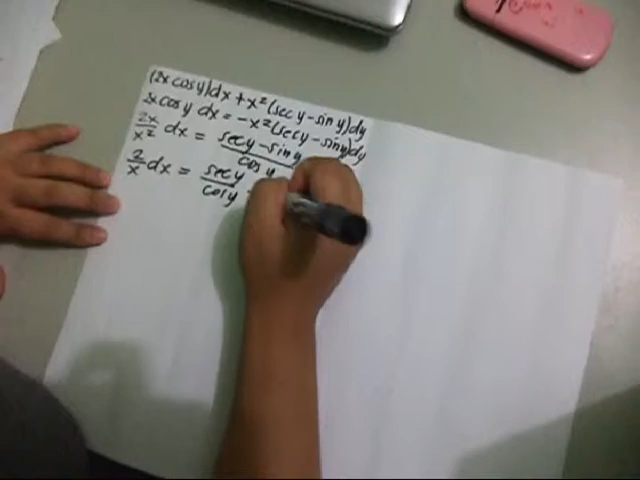 (2x cos y)dx + x²(sec y - sin y)dy
2x cos y dx = -x²(sec y - sin y)dy
2x/x² dx = sec y - sin y/cos y
2/x dx = sec y/cos y